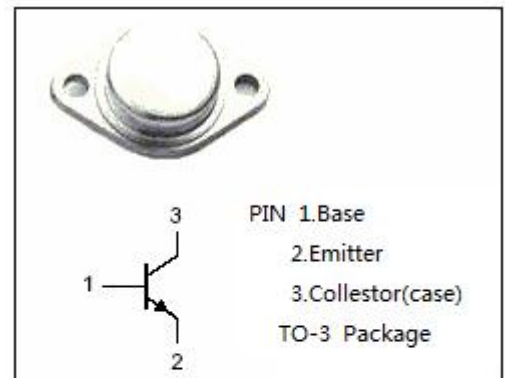 3
1
2
PIN 1.Base
2.Emitter
3.Collestor(case)
TO-3 Package